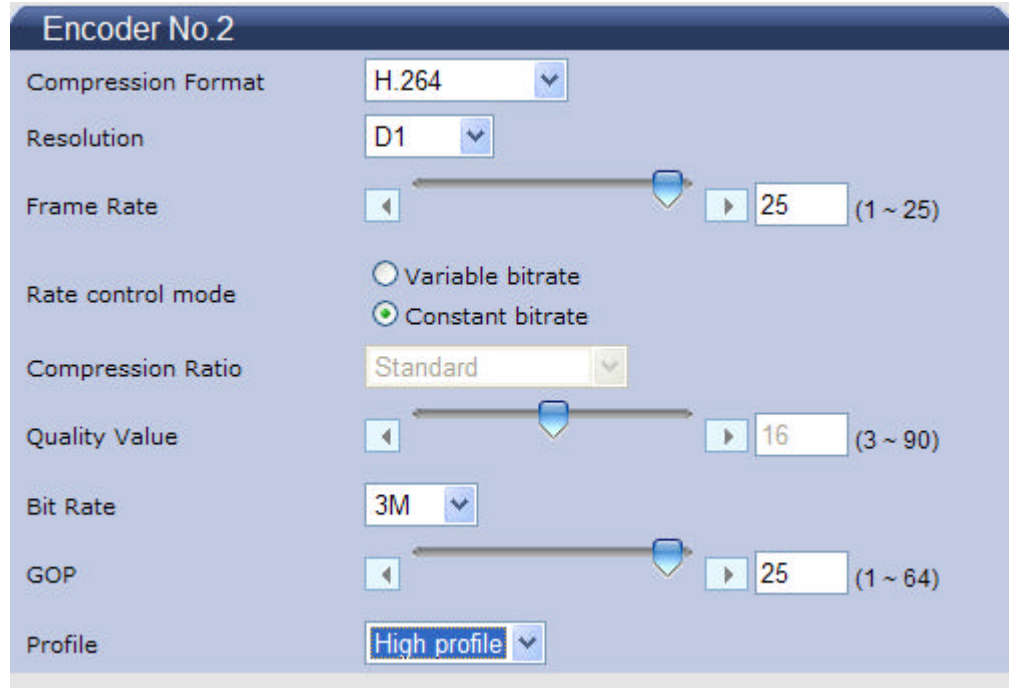 Encoder No.2
Compression Format H.264
Resolution D1
Frame Rate 25 (1 ~ 25)
Variable bitrate
Rate control mode
Constant bitrate
Compression Ratio Standard
Quality Value 16 (3 ~ 90)
Bit Rate 3M
GOP 25 (1 ~ 64)
Profile High profile